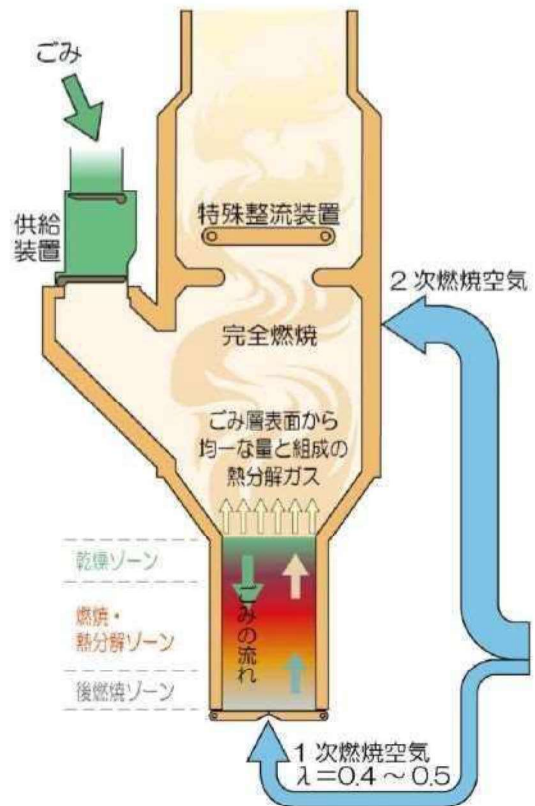 ごみ
供給
装置
特殊整流装置
2次燃焼空気
完全燃焼
ごみ層表面から
均一な量と組成の
熱分解ガス
乾燥ゾーン
燃焼・
熱分解ゾーン
後燃焼ゾーン
ごみの流れ
1次燃焼空気
λ=0.4~0.5